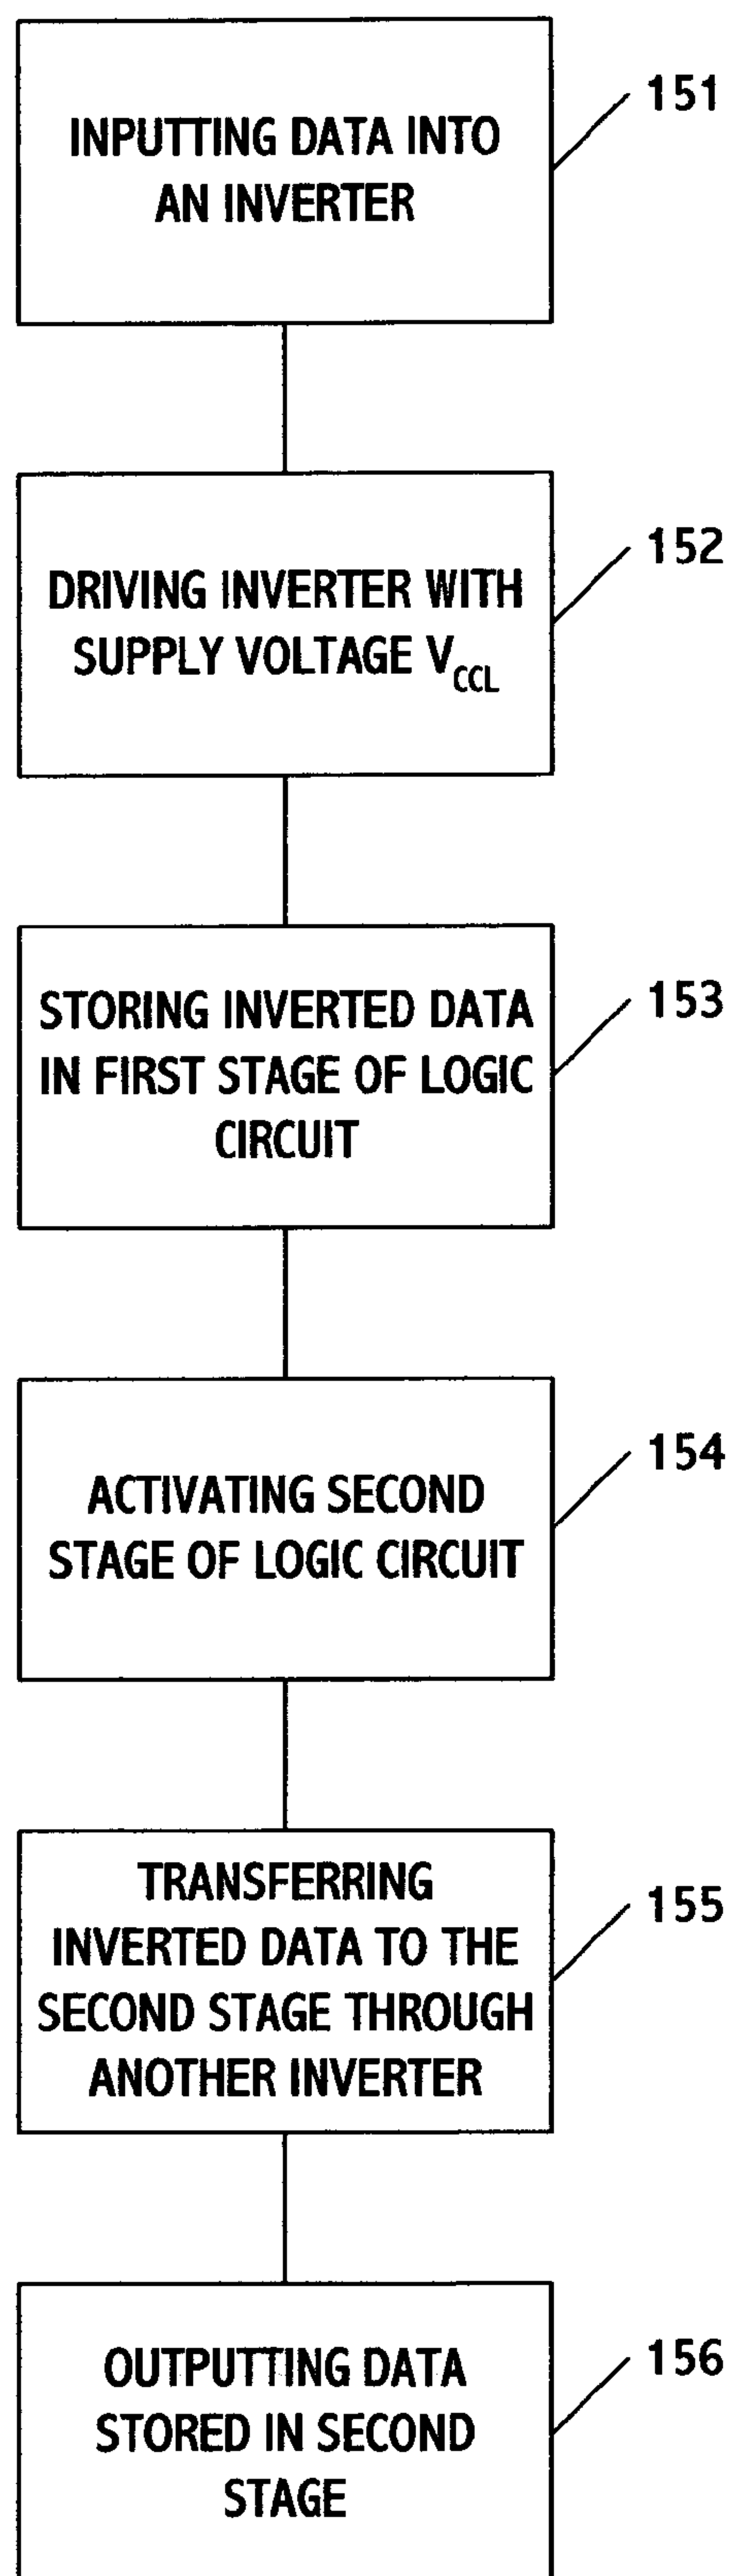 INPUTTING DATA INTO
AN INVERTER
151
DRIVING INVERTER WITH
SUPPLY VOLTAGE VCCL
152
STORING INVERTED DATA
IN FIRST STAGE OF LOGIC
CIRCUIT
153
ACTIVATING SECOND
STAGE OF LOGIC CIRCUIT
154
TRANSFERRING
INVERTED DATA TO THE
SECOND STAGE THROUGH
ANOTHER INVERTER
155
OUTPUTTING DATA
STORED IN SECOND
STAGE
156